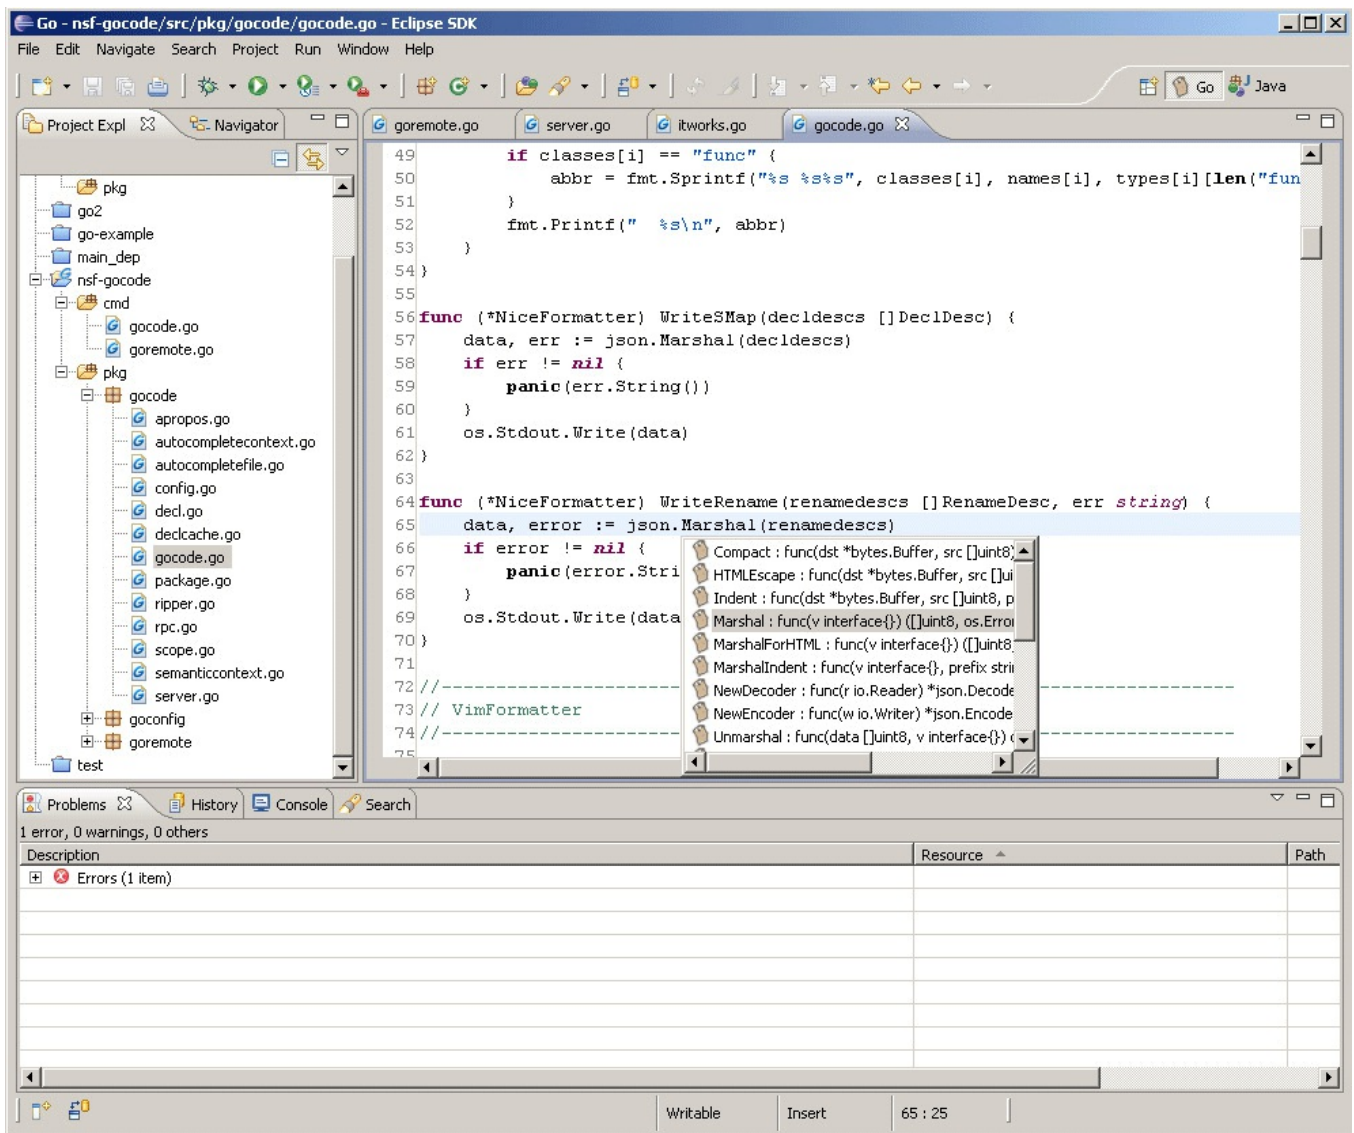 Go - nsf-gocode/src/pkg/gocode/gocode.go - Eclipse SDK
File Edit Navigate Search Project Run Window Help
Go Java
Project Expl Navigator
goremote.go server.go itworks.go gocode.go
pkg
go2
go-example
main_dep
nsf-gocode
cmd
gocode.go
goremote.go
pkg
gocode
apropos.go
autocompletecontext.go
autocompletefile.go
config.go
decl.go
declcache.go
gocode.go
package.go
ripper.go
rpc.go
scope.go
semanticcontext.go
server.go
goconfig
goremote
test
49 if classes[i] == "func" {
50 abbr = fmt.Sprintf("%s %s%s", classes[i], names[i], types[i][len("fun
51 }
52 fmt.Printf("  %s\n", abbr)
53 }
54 }
55
56 func (*NiceFormatter) WriteSMap(decldescs []DeclDesc) {
57 data, err := json.Marshal(decldescs)
58 if err != nil {
59 panic(err.String())
60 }
61 os.Stdout.Write(data)
62 }
63
64 func (*NiceFormatter) WriteRename(renamedescs []RenameDesc, err string) {
65 data, error := json.Marshal(renamedescs)
66 if error != nil {
67 panic(error.Stri
68 }
69 os.Stdout.Write(data
70 }
71
72 //----------------------------------------------------------------
73 // VimFormatter
74 //----------------------------------------------------------------
75
Compact : func(dst *bytes.Buffer, src []uint8)
HTMLEscape : func(dst *bytes.Buffer, src []ui
Indent : func(dst *bytes.Buffer, src []uint8, p
Marshal : func(v interface{}) ([]uint8, os.Erro
MarshalForHTML : func(v interface{}) ([]uint8,
MarshalIndent : func(v interface{}, prefix stri
NewDecoder : func(r io.Reader) *json.Decode
NewEncoder : func(w io.Writer) *json.Encode
Unmarshal : func(data []uint8, v interface{})
Problems History Console Search
1 error, 0 warnings, 0 others
Description Resource Path
Errors (1 item)
Writable Insert 65 : 25